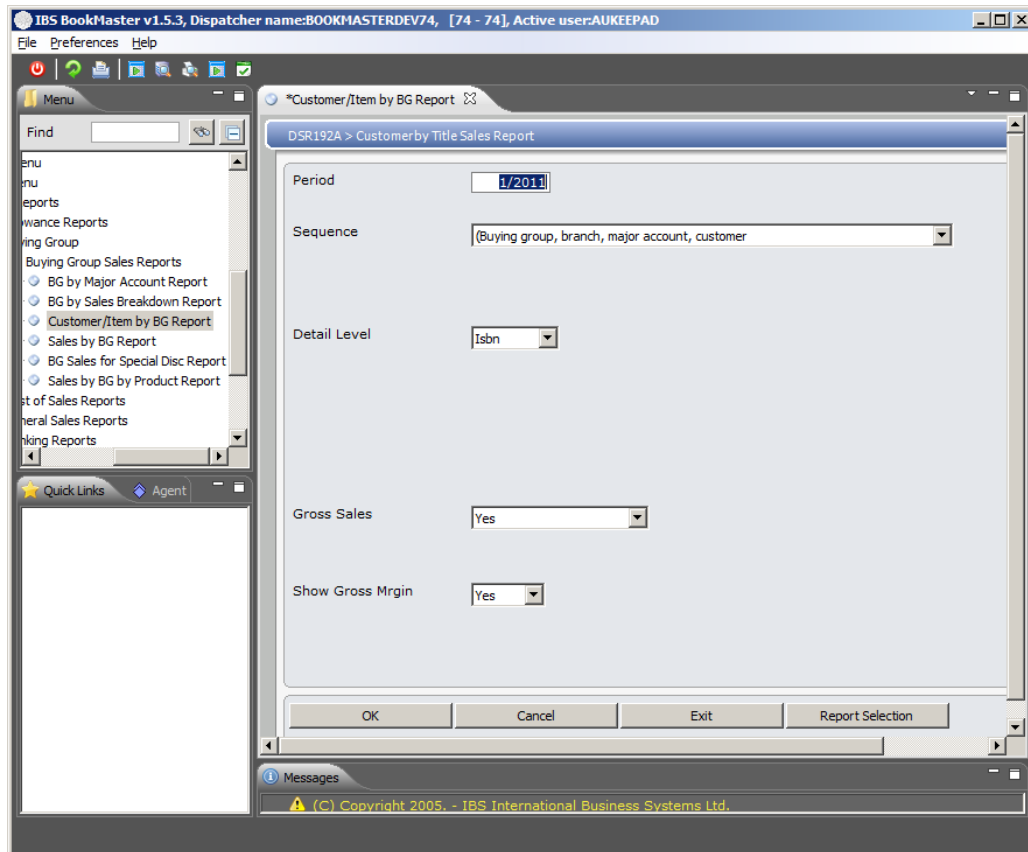 IBS BookMaster v1.5.3, Dispatcher name:BOOKMASTERDEV74, [74 - 74], Active user:AUKEEPAD
File Preferences Help
Menu
Find
enu
enu
eports
wance Reports
ing Group
Buying Group Sales Reports
BG by Major Account Report
BG by Sales Breakdown Report
Customer/Item by BG Report
Sales by BG Report
BG Sales for Special Disc Report
Sales by BG by Product Report
st of Sales Reports
neral Sales Reports
nking Reports
Quick Links Agent
*Customer/Item by BG Report
DSR192A > Customerby Title Sales Report
Period 1/2011
Sequence (Buying group, branch, major account, customer
Detail Level Isbn
Gross Sales Yes
Show Gross Mrgin Yes
OK Cancel Exit Report Selection
Messages
(C) Copyright 2005. - IBS International Business Systems Ltd.